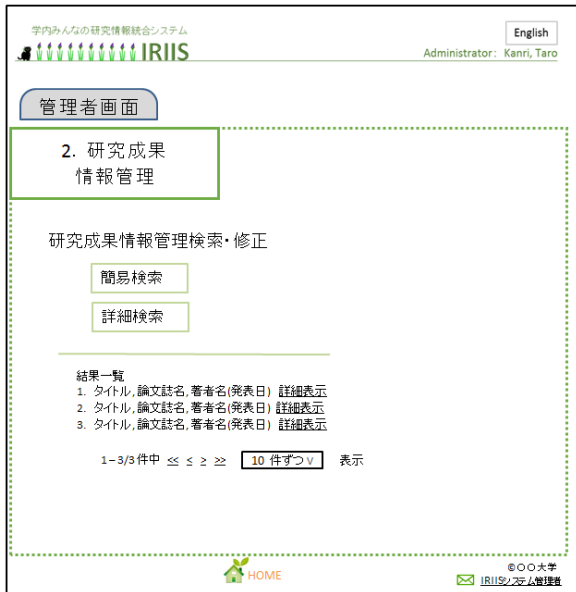 学内みんなの研究情報統合システム
IRIIS
English
Administrator: Kanri, Taro
管理者画面
2. 研究成果
情報管理
研究成果情報管理検索・修正
簡易検索
詳細検索
結果一覧
1. タイトル,論文誌名,著者名(発表日) 詳細表示
2. タイトル,論文誌名,著者名(発表日) 詳細表示
3. タイトル,論文誌名,著者名(発表日) 詳細表示
1−3/3件中 << < > >> 10 件ずつ∨ 表示
HOME
©〇〇大学
IRIISシステム管理者